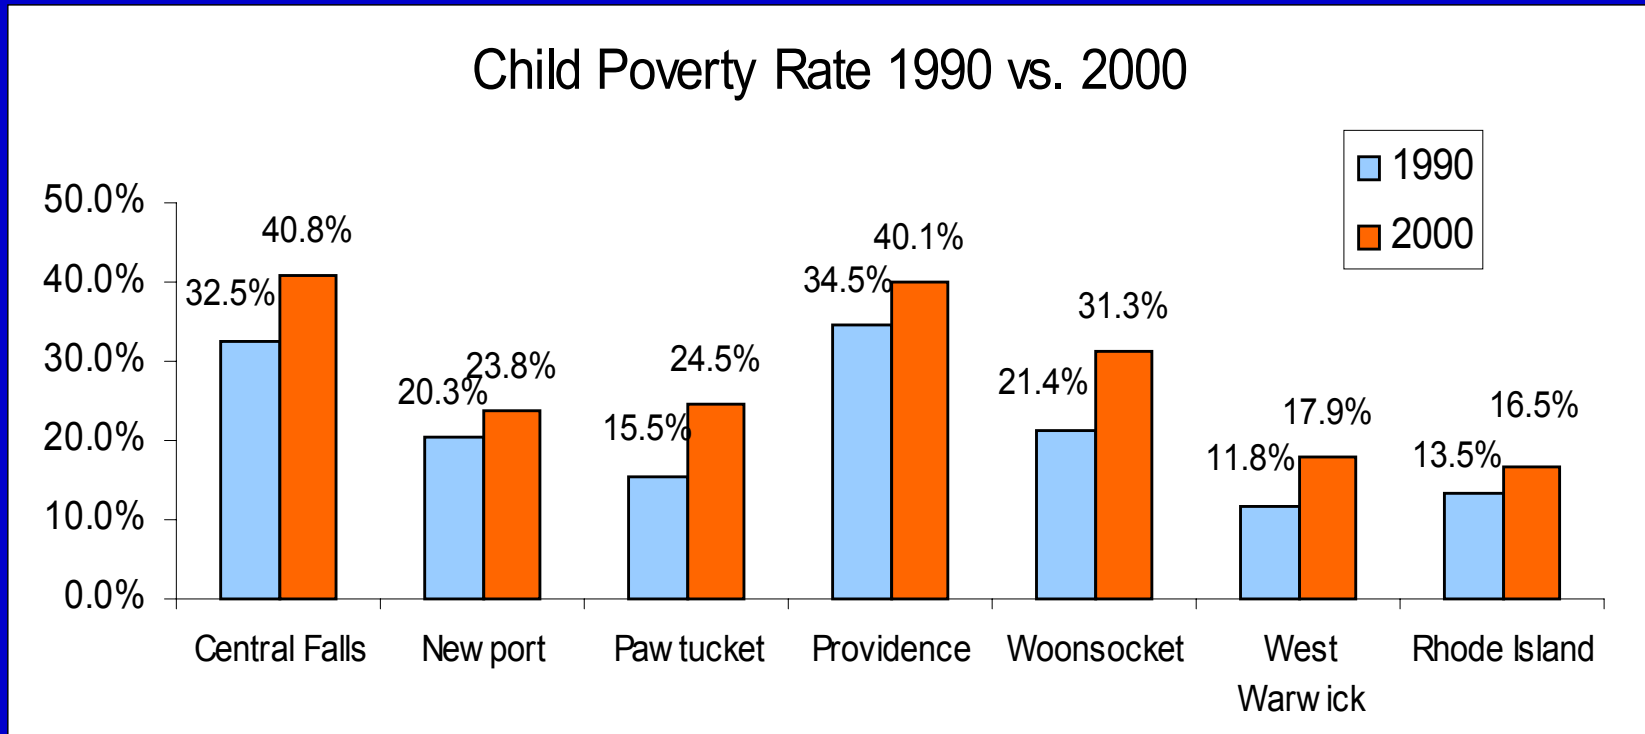 Child Poverty Rate 1990 vs. 2000
1990
2000
50.0%
40.0%
30.0%
20.0%
10.0%
0.0%
32.5%
40.8%
20.3%
23.8%
15.5%
24.5%
34.5%
40.1%
21.4%
31.3%
11.8%
17.9%
13.5%
16.5%
Central Falls
New port
Paw tucket
Providence
Woonsocket
West
Warw ick
Rhode Island